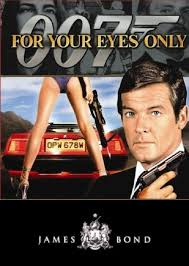 007
FOR YOUR EYES ONLY
OPW 678W
JAMES BOND